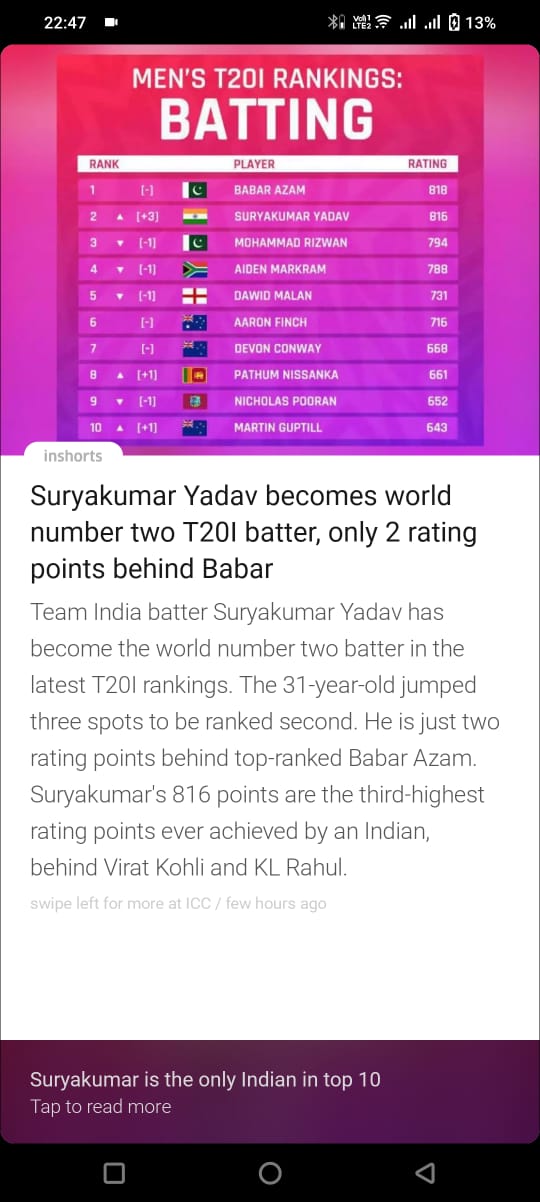 22:47 Vo)) LTE2 13%
MEN'S T20I RANKINGS:
BATTING
RANK PLAYER RATING
1 [-] BABAR AZAM 818
2 ▲ [+3] SURYAKUMAR YADAV 816
3 ▼ [-1] MOHAMMAD RIZWAN 794
4 ▼ [-1] AIDEN MARKRAM 788
5 ▼ [-1] DAWID MALAN 731
6 [-] AARON FINCH 716
7 [-] DEVON CONWAY 668
8 ▲ [+1] PATHUM NISSANKA 661
9 ▼ [-1] NICHOLAS POORAN 652
10 ▲ [+1] MARTIN GUPTILL 643
inshorts
Suryakumar Yadav becomes world
number two T20I batter, only 2 rating
points behind Babar
Team India batter Suryakumar Yadav has
become the world number two batter in the
latest T20I rankings. The 31-year-old jumped
three spots to be ranked second. He is just two
rating points behind top-ranked Babar Azam.
Suryakumar's 816 points are the third-highest
rating points ever achieved by an Indian,
behind Virat Kohli and KL Rahul.
swipe left for more at ICC / few hours ago
Suryakumar is the only Indian in top 10
Tap to read more